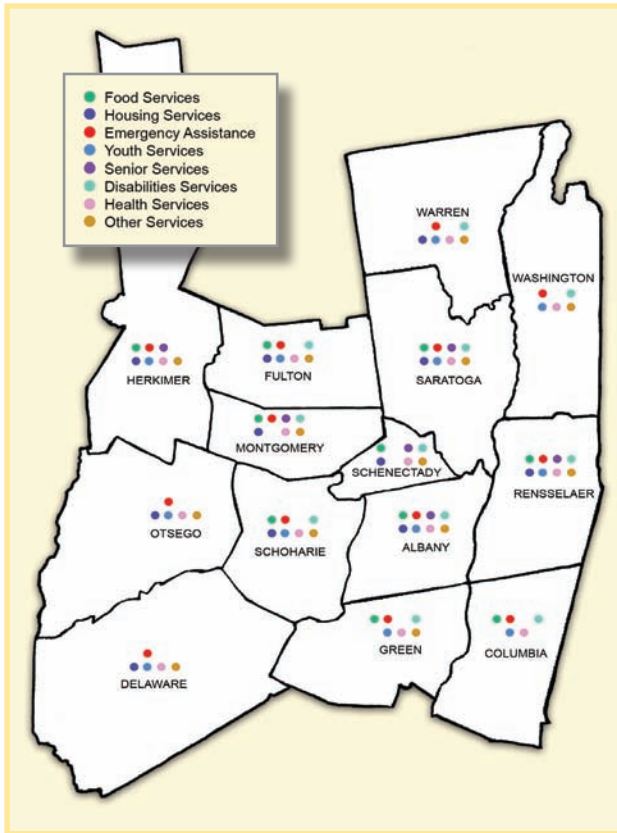 Food Services
Housing Services
Emergency Assistance
Youth Services
Senior Services
Disabilities Services
Health Services
Other Services
WARREN
WASHINGTON
HERKIMER
FULTON
SARATOGA
MONTGOMERY
SCHENECTADY
RENSSELAER
OTSEGO
SCHOHARIE
ALBANY
GREEN
COLUMBIA
DELAWARE